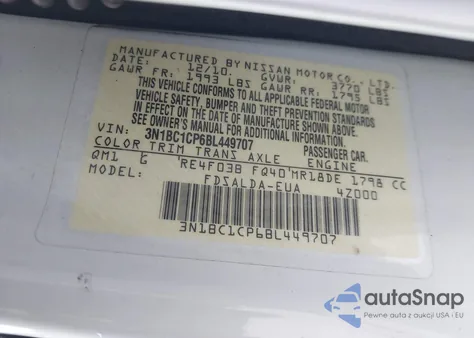 MANUFACTURED BY NISSAN MOTOR CO., LTD.
DATE: 12/10. GVWR: 3770 LBS
GAWR FR: 1993 LBS GAWR RR: 1795 LBS
THIS VEHICLE CONFORMS TO ALL APPLICABLE FEDERAL MOTOR
VEHICLE SAFETY, BUMPER AND THEFT PREVENTION STANDARDS
IN EFFECT ON THE DATE OF MANUFACTURE SHOWN ABOVE.
SEE OWNER'S MANUAL FOR ADDITIONAL INFO.
VIN: 3N1BC1CP6BL449707 PASSENGER CAR
COLOR TRIM TRANS AXLE ENGINE
QM1 G RE4F03B FQ40 MR18DE 1798 CC
MODEL: FDSALDA-EUA 4Z000
3N1BC1CP6BL449707
autoSnap
Pewne auta z aukcji USA i EU